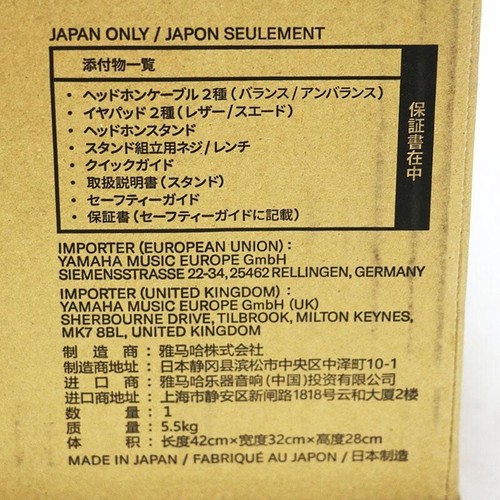 JAPAN ONLY / JAPON SEULEMENT
添付物一覧
・ ヘッドホンケーブル2種(バランス/アンバランス)
・ イヤパッド2種(レザー/スエード)
・ ヘッドホンスタンド
・ スタンド組立用ネジ/レンチ
・ クイックガイド
・ 取扱説明書(スタンド)
・ セーフティーガイド
・ 保証書(セーフティーガイドに記載)
保証書在中
IMPORTER (EUROPEAN UNION) :
YAMAHA MUSIC EUROPE GmbH
SIEMENSSTRASSE 22-34, 25462 RELLINGEN, GERMANY
IMPORTER (UNITED KINGDOM) :
YAMAHA MUSIC EUROPE GmbH (UK)
SHERBOURNE DRIVE, TILBROOK, MILTON KEYNES,
MK7 8BL, UNITED KINGDOM
制 造 商 : 雅马哈株式会社
制造商地址 : 日本静冈县滨松市中央区中泽町10-1
进 口 商 : 雅马哈乐器音响(中国)投资有限公司
进口商地址 : 上海市静安区新闸路1818号云和大厦2楼
数 量 : 1
质 量 : 5.5kg
体 积 : 长度42cm×宽度32cm×高度28cm
MADE IN JAPAN / FABRIQUÉ AU JAPON / 日本制造